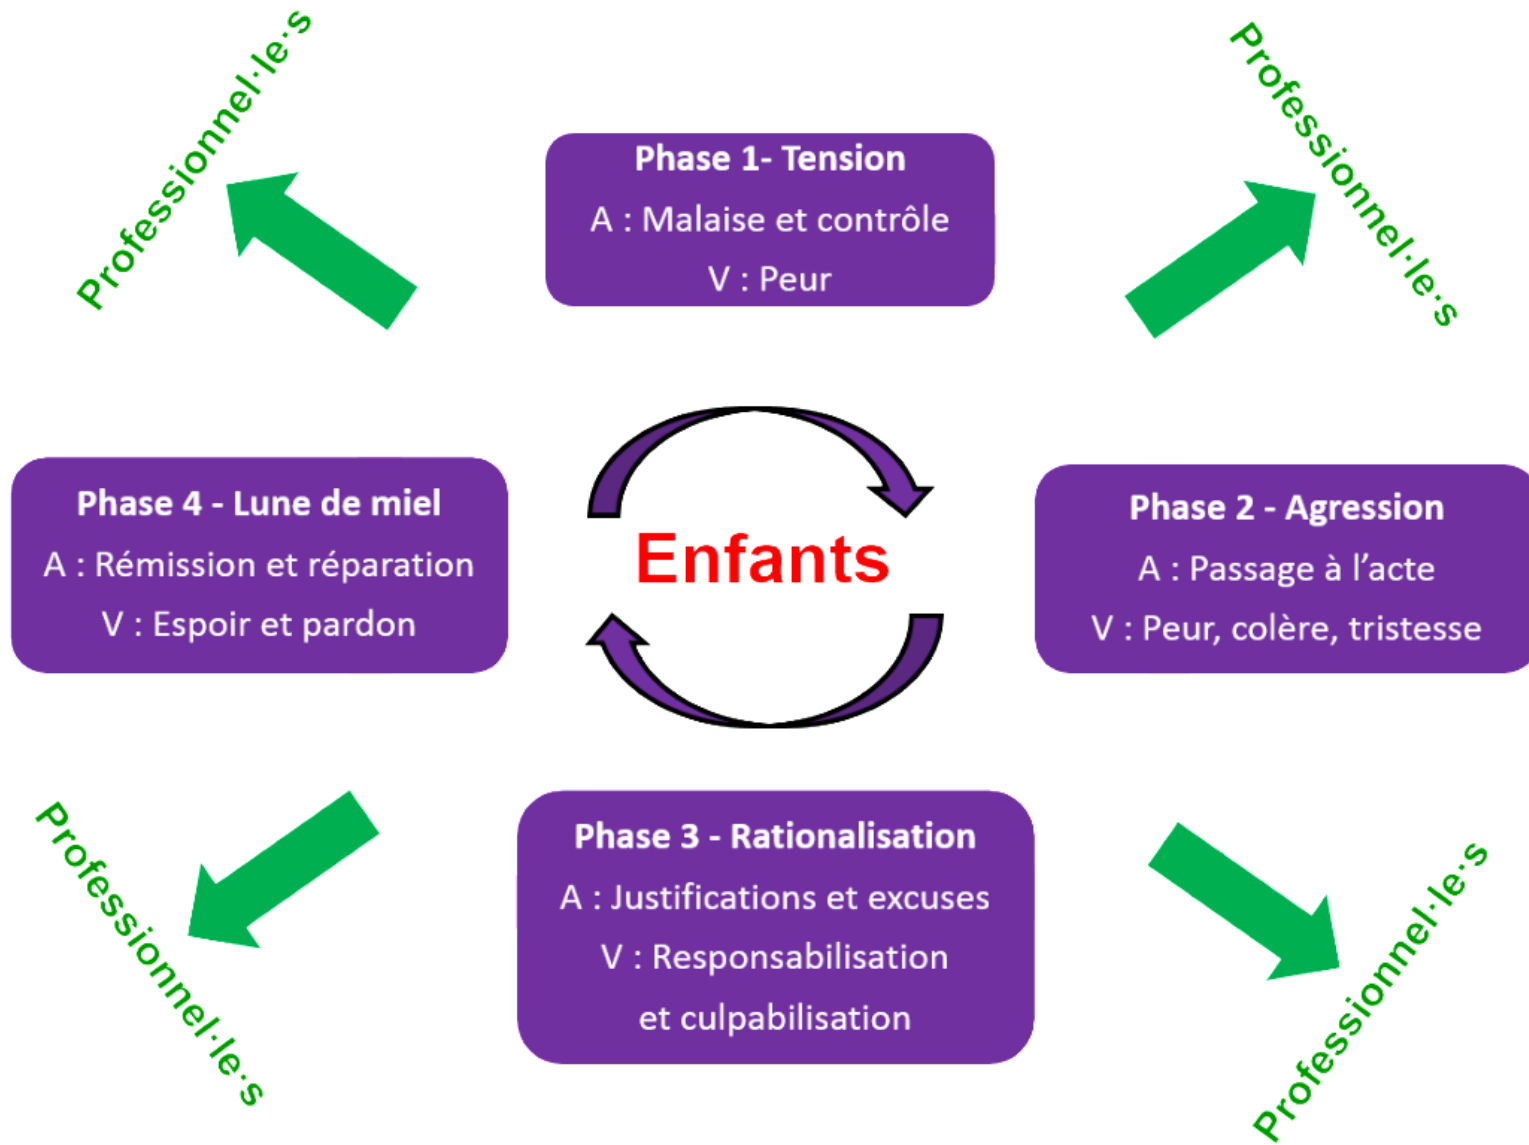 Professionnel·le·s
Professionnel·le·s
Phase 1- Tension
A : Malaise et contrôle
V : Peur
Phase 4 - Lune de miel
A : Rémission et réparation
V : Espoir et pardon
Enfants
Phase 2 - Agression
A : Passage à l’acte
V : Peur, colère, tristesse
Phase 3 - Rationalisation
A : Justifications et excuses
V : Responsabilisation
et culpabilisation
Professionnel·le·s
Professionnel·le·s